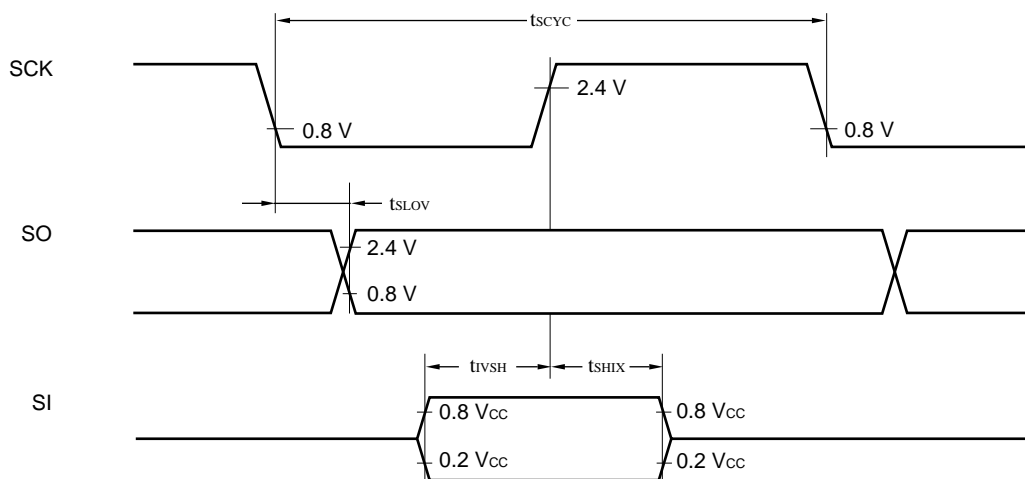 tSCYC
SCK
2.4 V
0.8 V
0.8 V
tSLOV
SO
2.4 V
0.8 V
tIVSH
tSHIX
SI
0.8 VCC
0.8 VCC
0.2 VCC
0.2 VCC